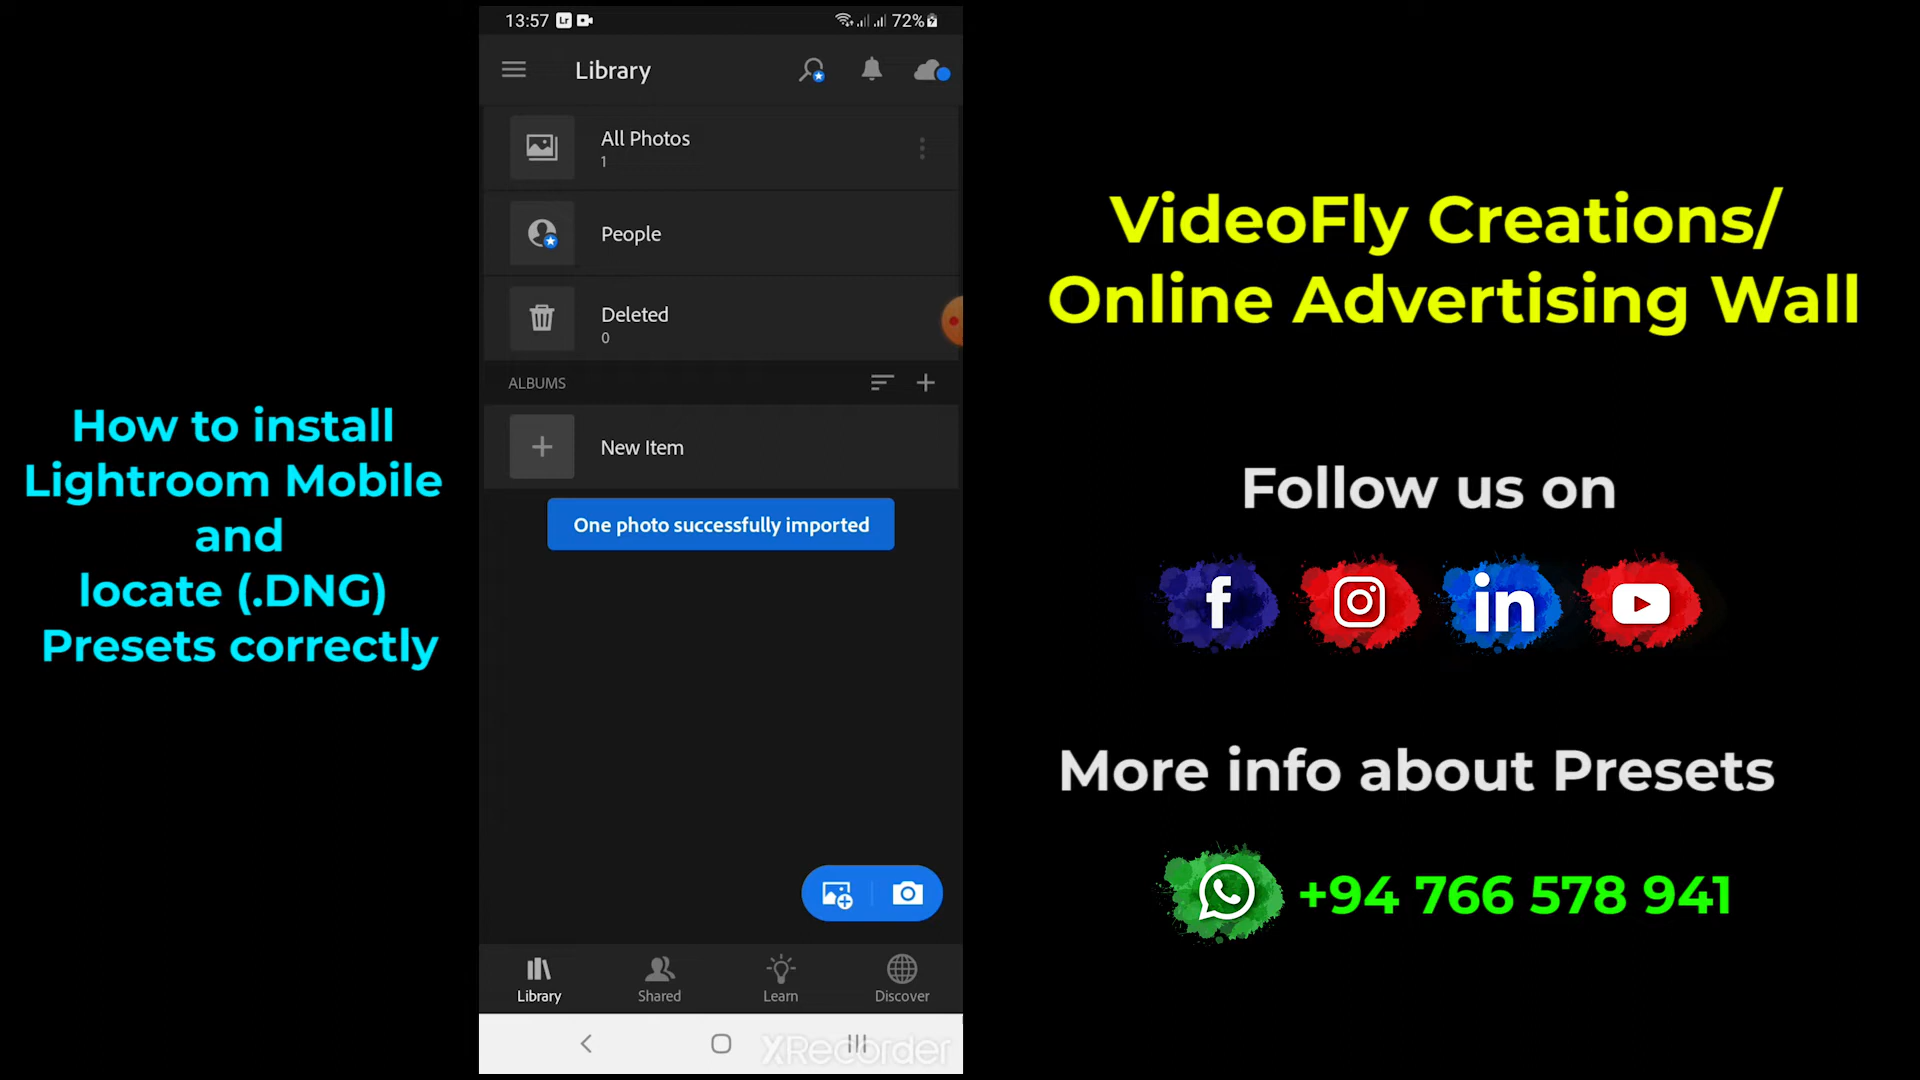 How to install
Lightroom Mobile
and
locate (.DNG)
Presets correctly
13:57
Lr
72%
Library
All Photos
1
People
Deleted
0
ALBUMS
New Item
One photo successfully imported
Library
Shared
Learn
Discover
XRecorder
VideoFly Creations/
Online Advertising Wall
Follow us on
f
in
More info about Presets
+94 766 578 941